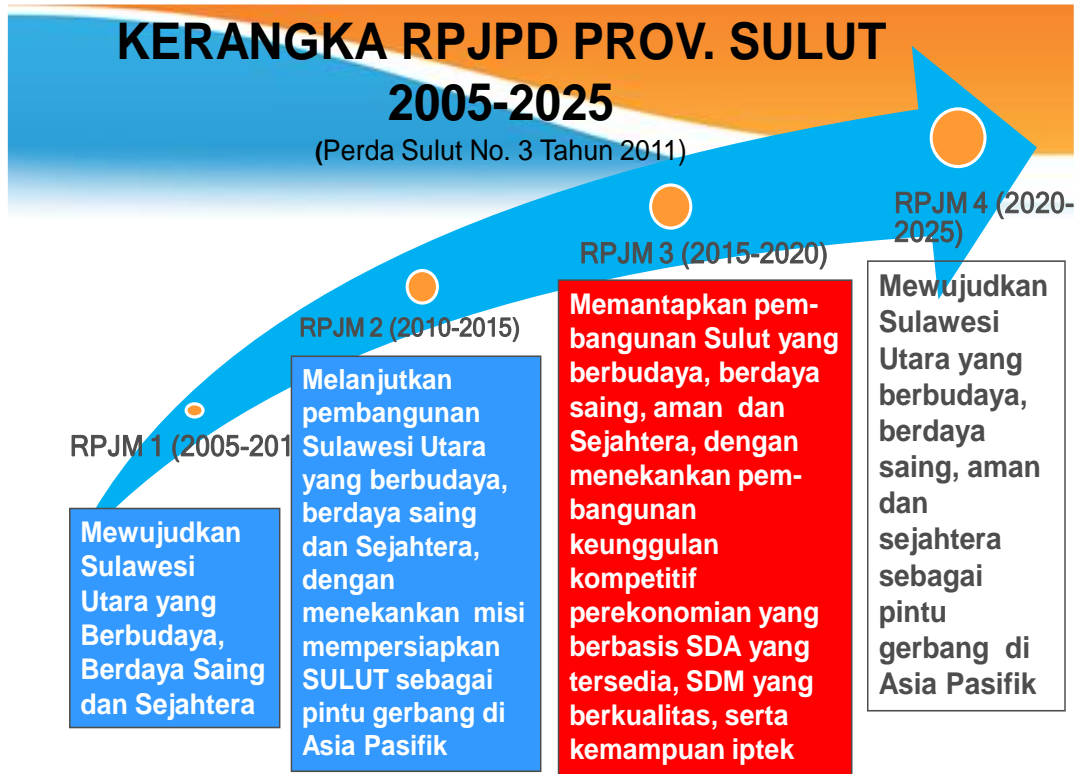 KERANGKA RPJPD PROV. SULUT
2005-2025
(Perda Sulut No. 3 Tahun 2011)
RPJM 1 (2005-201
Mewujudkan
Sulawesi
Utara yang
Berbudaya,
Berdaya Saing
dan Sejahtera
RPJM 2 (2010-2015)
Melanjutkan
pembangunan
Sulawesi Utara
yang berbudaya,
berdaya saing
dan Sejahtera,
dengan
menekankan misi
mempersiapkan
SULUT sebagai
pintu gerbang di
Asia Pasifik
RPJM 3 (2015-2020)
Memantapkan pem-
bangunan Sulut yang
berbudaya, berdaya
saing, aman dan
Sejahtera, dengan
menekankan pem-
bangunan
keunggulan
kompetitif
perekonomian yang
berbasis SDA yang
tersedia, SDM yang
berkualitas, serta
kemampuan iptek
RPJM 4 (2020-
2025)
Mewujudkan
Sulawesi
Utara yang
berbudaya,
berdaya
saing, aman
dan
sejahtera
sebagai
pintu
gerbang di
Asia Pasifik